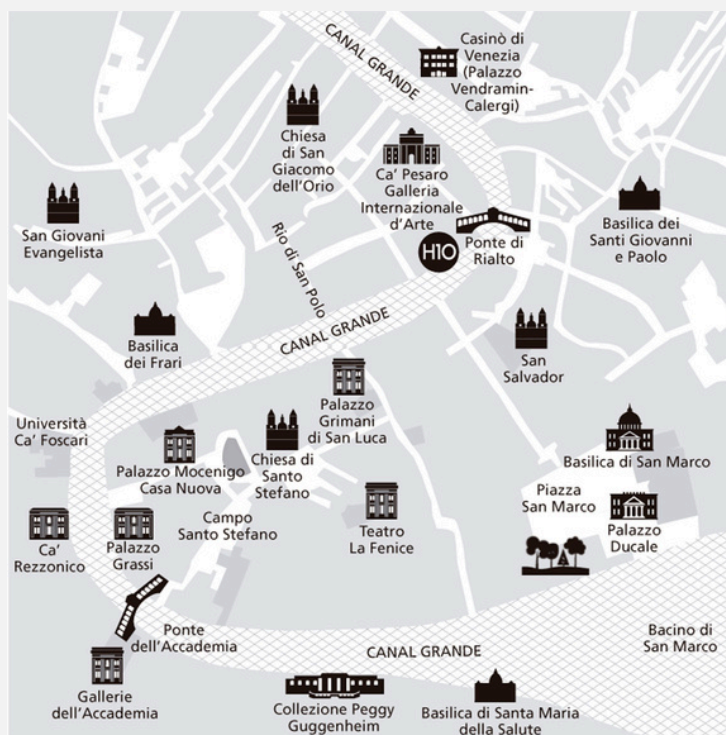 CANAL GRANDE
Casinò di
Venezia
(Palazzo
Vendramin-
Calergi)
Chiesa
di San
Giacomo
dell'Orio
Ca' Pesaro
Galleria
Internazionale
d'Arte
San Giovani
Evangelista
Basilica dei
Santi Giovanni
e Paolo
Rio di San Polo
H10
Ponte di
Rialto
CANAL GRANDE
Basilica
dei Frari
San
Salvador
Palazzo
Grimani
di San Luca
Università
Ca' Foscari
Palazzo Mocenigo
Casa Nuova
Chiesa di
Santo
Stefano
Basilica di San Marco
Piazza
San Marco
Campo
Santo Stefano
Teatro
La Fenice
Palazzo
Ducale
Ca'
Rezzonico
Palazzo
Grassi
Ponte
dell'Accademia
Bacino di
San Marco
CANAL GRANDE
Gallerie
dell'Accademia
Collezione Peggy
Guggenheim
Basilica di Santa Maria
della Salute